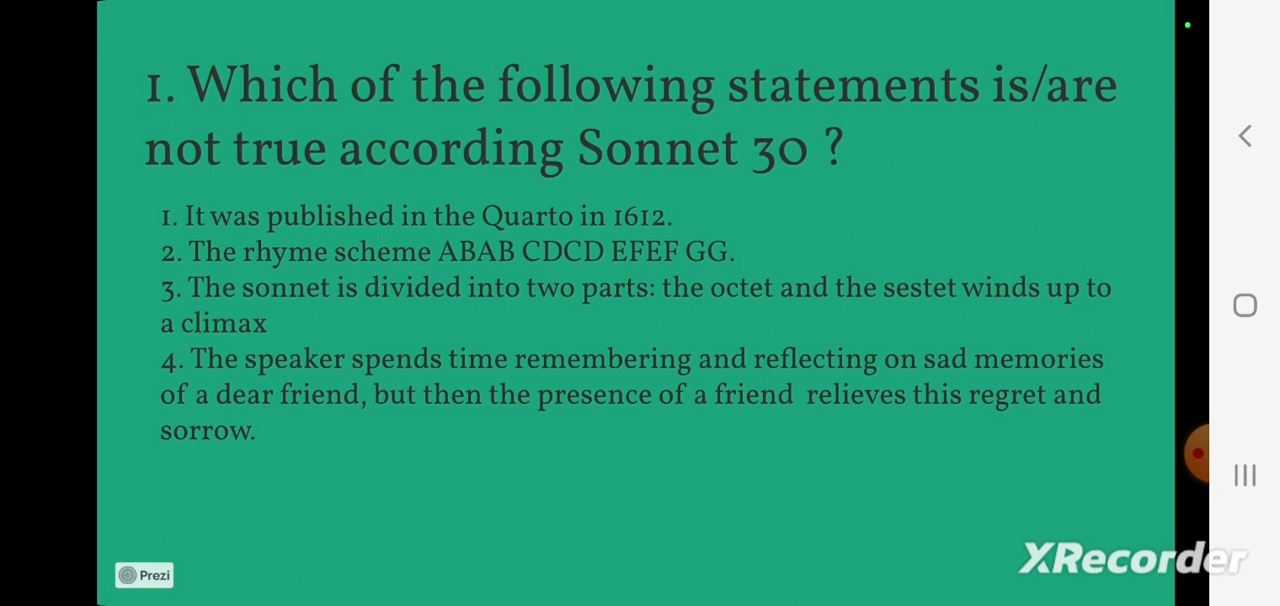 1. Which of the following statements is/are
not true according Sonnet 30 ?
1. It was published in the Quarto in 1612.
2. The rhyme scheme ABAB CDCD EFEF GG.
3. The sonnet is divided into two parts: the octet and the sestet winds up to
a climax
4. The speaker spends time remembering and reflecting on sad memories
of a dear friend, but then the presence of a friend relieves this regret and
sorrow.
Prezi
XRecorder